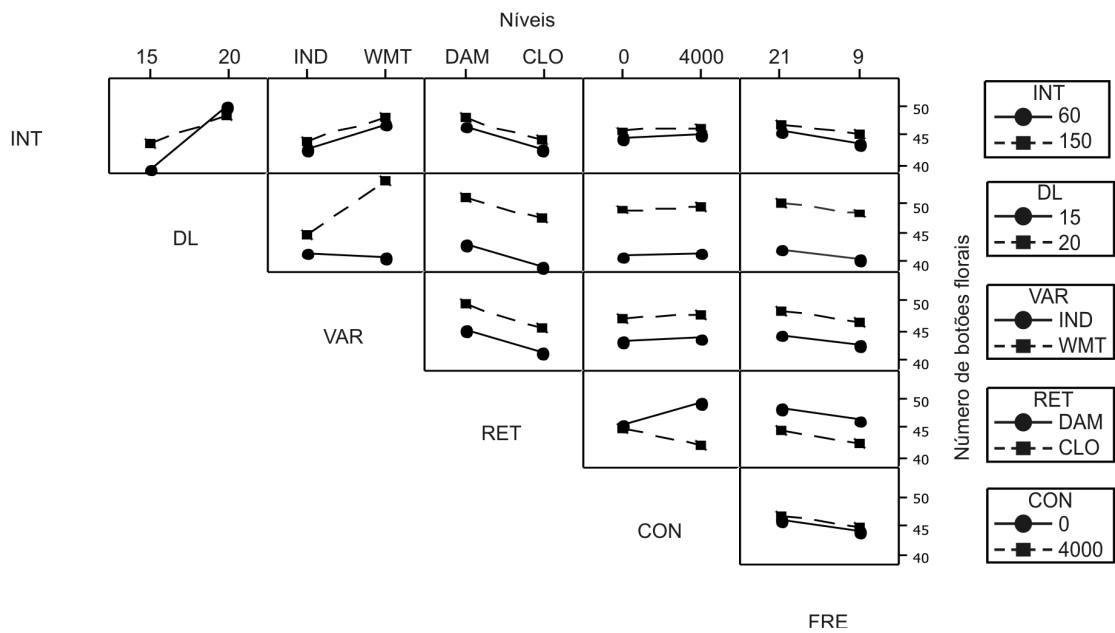 Níveis
15 20 IND WMT DAM CLO 0 4000 21 9
INT
50
45
40
INT
60
150
DL
50
45
40
DL
15
20
VAR
50
45
40
VAR
IND
WMT
RET
50
45
40
RET
DAM
CLO
CON
50
45
40
CON
0
4000
FRE
Número de botões florais